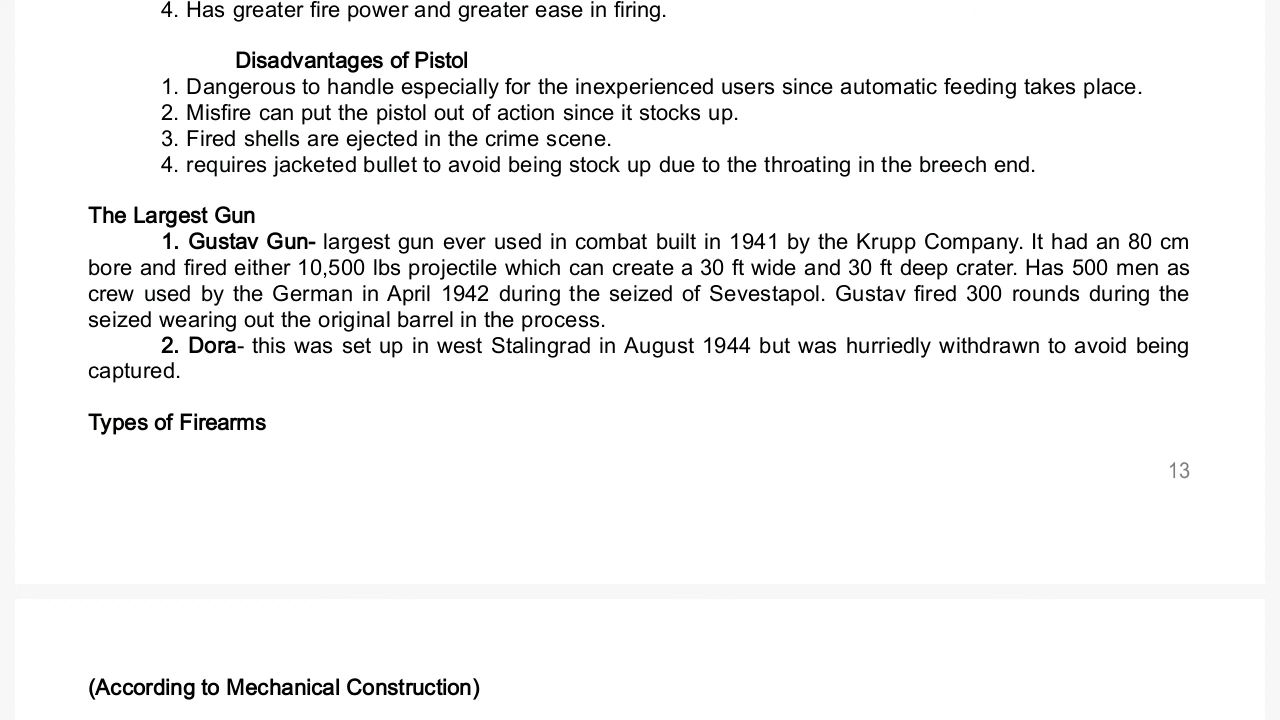 4. Has greater fire power and greater ease in firing.
Disadvantages of Pistol
1. Dangerous to handle especially for the inexperienced users since automatic feeding takes place.
2. Misfire can put the pistol out of action since it stocks up.
3. Fired shells are ejected in the crime scene.
4. requires jacketed bullet to avoid being stock up due to the throating in the breech end.
The Largest Gun
1. Gustav Gun- largest gun ever used in combat built in 1941 by the Krupp Company. It had an 80 cm
bore and fired either 10,500 lbs projectile which can create a 30 ft wide and 30 ft deep crater. Has 500 men as
crew used by the German in April 1942 during the seized of Sevestapol. Gustav fired 300 rounds during the
seized wearing out the original barrel in the process.
2. Dora- this was set up in west Stalingrad in August 1944 but was hurriedly withdrawn to avoid being
captured.
Types of Firearms
13
(According to Mechanical Construction)